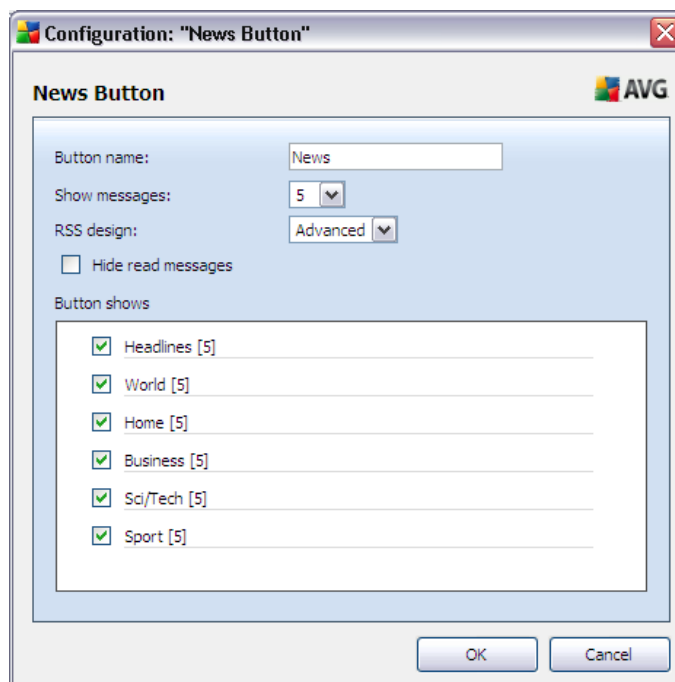 Configuration: "News Button"
News Button
AVG
Button name: News
Show messages: 5
RSS design: Advanced
Hide read messages
Button shows
Headlines [5]
World [5]
Home [5]
Business [5]
Sci/Tech [5]
Sport [5]
OK Cancel